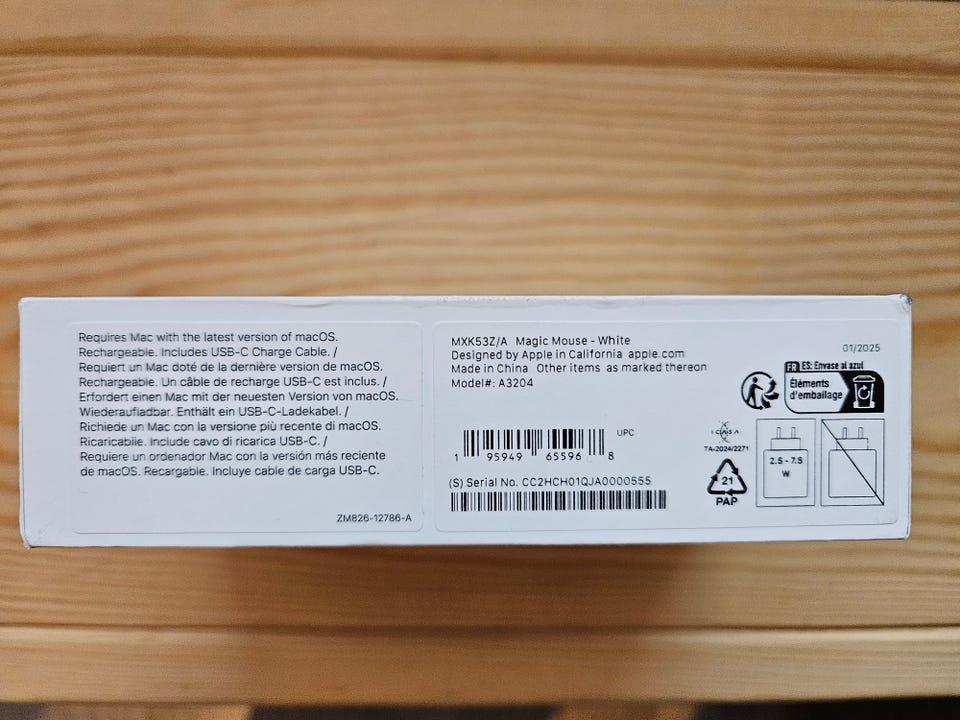 Requires Mac with the latest version of macOS.
Rechargeable. Includes USB-C Charge Cable. /
Requiert un Mac doté de la dernière version de macOS.
Rechargeable. Un câble de recharge USB-C est inclus. /
Erfordert einen Mac mit der neuesten Version von macOS.
Wiederaufladbar. Enthält ein USB-C-Ladekabel. /
Richiede un Mac con la versione più recente di macOS.
Ricaricabile. Include cavo di ricarica USB-C. /
Requiere un ordenador Mac con la versión más reciente
de macOS. Recargable. Incluye cable de carga USB-C.
ZM826-12786-A
MXK53Z/A Magic Mouse - White
Designed by Apple in California apple.com
Made in China Other items as marked thereon
Model#: A3204
01/2025
FR ES: Envase al azul
Éléments
d'emballage
UPC
1 95949 65596 8
(S) Serial No. CC2HCH01QJA0000555
ICASA
TA-2024/2271
21
PAP
2.5 - 7.5
W